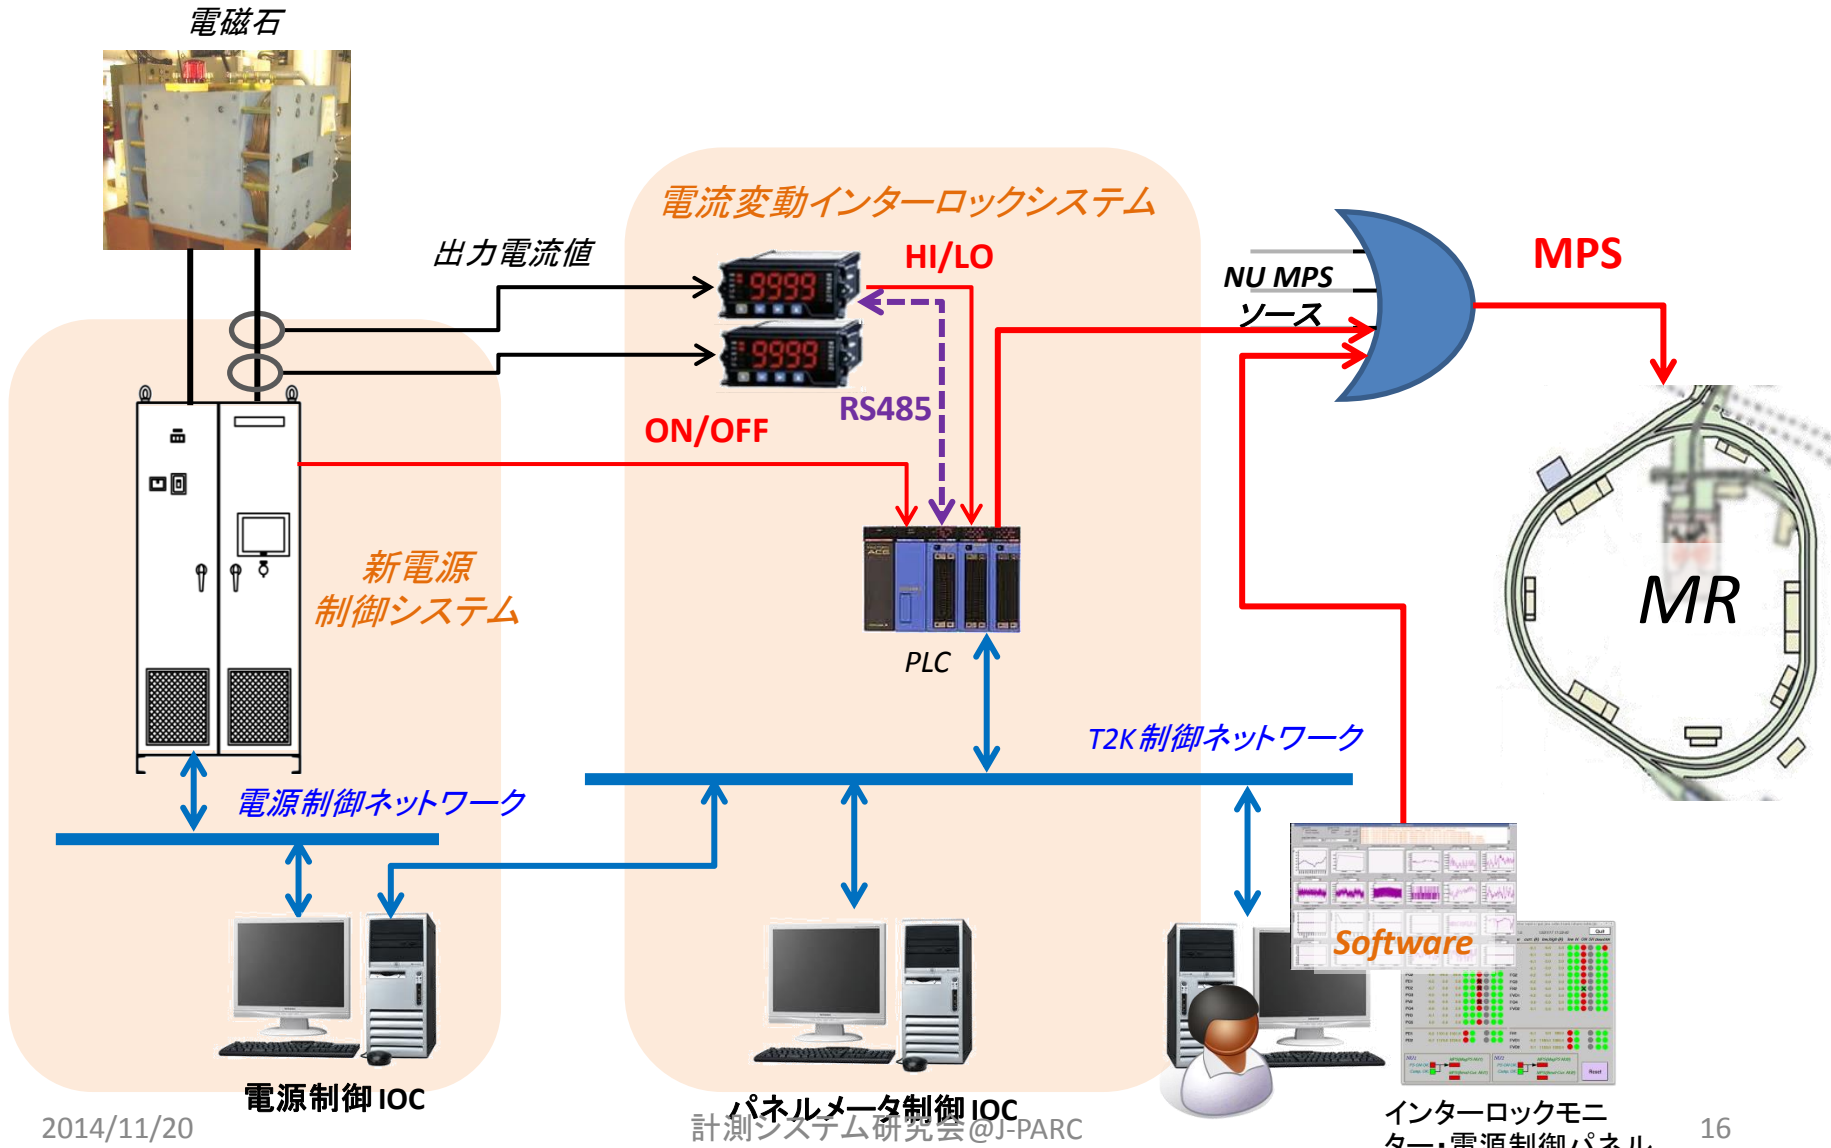 電磁石
電流変動インターロックシステム
出力電流値
HI/LO
9999
9999
NU MPS
ソース
MPS
RS485
ON/OFF
新電源
制御システム
MR
PLC
T2K制御ネットワーク
電源制御ネットワーク
Software
Quit
Reset
電源制御 IOC
パネルメータ制御 IOC
インターロックモニ
ター・電源制御パネル
2014/11/20
計測システム研究会@J-PARC
16